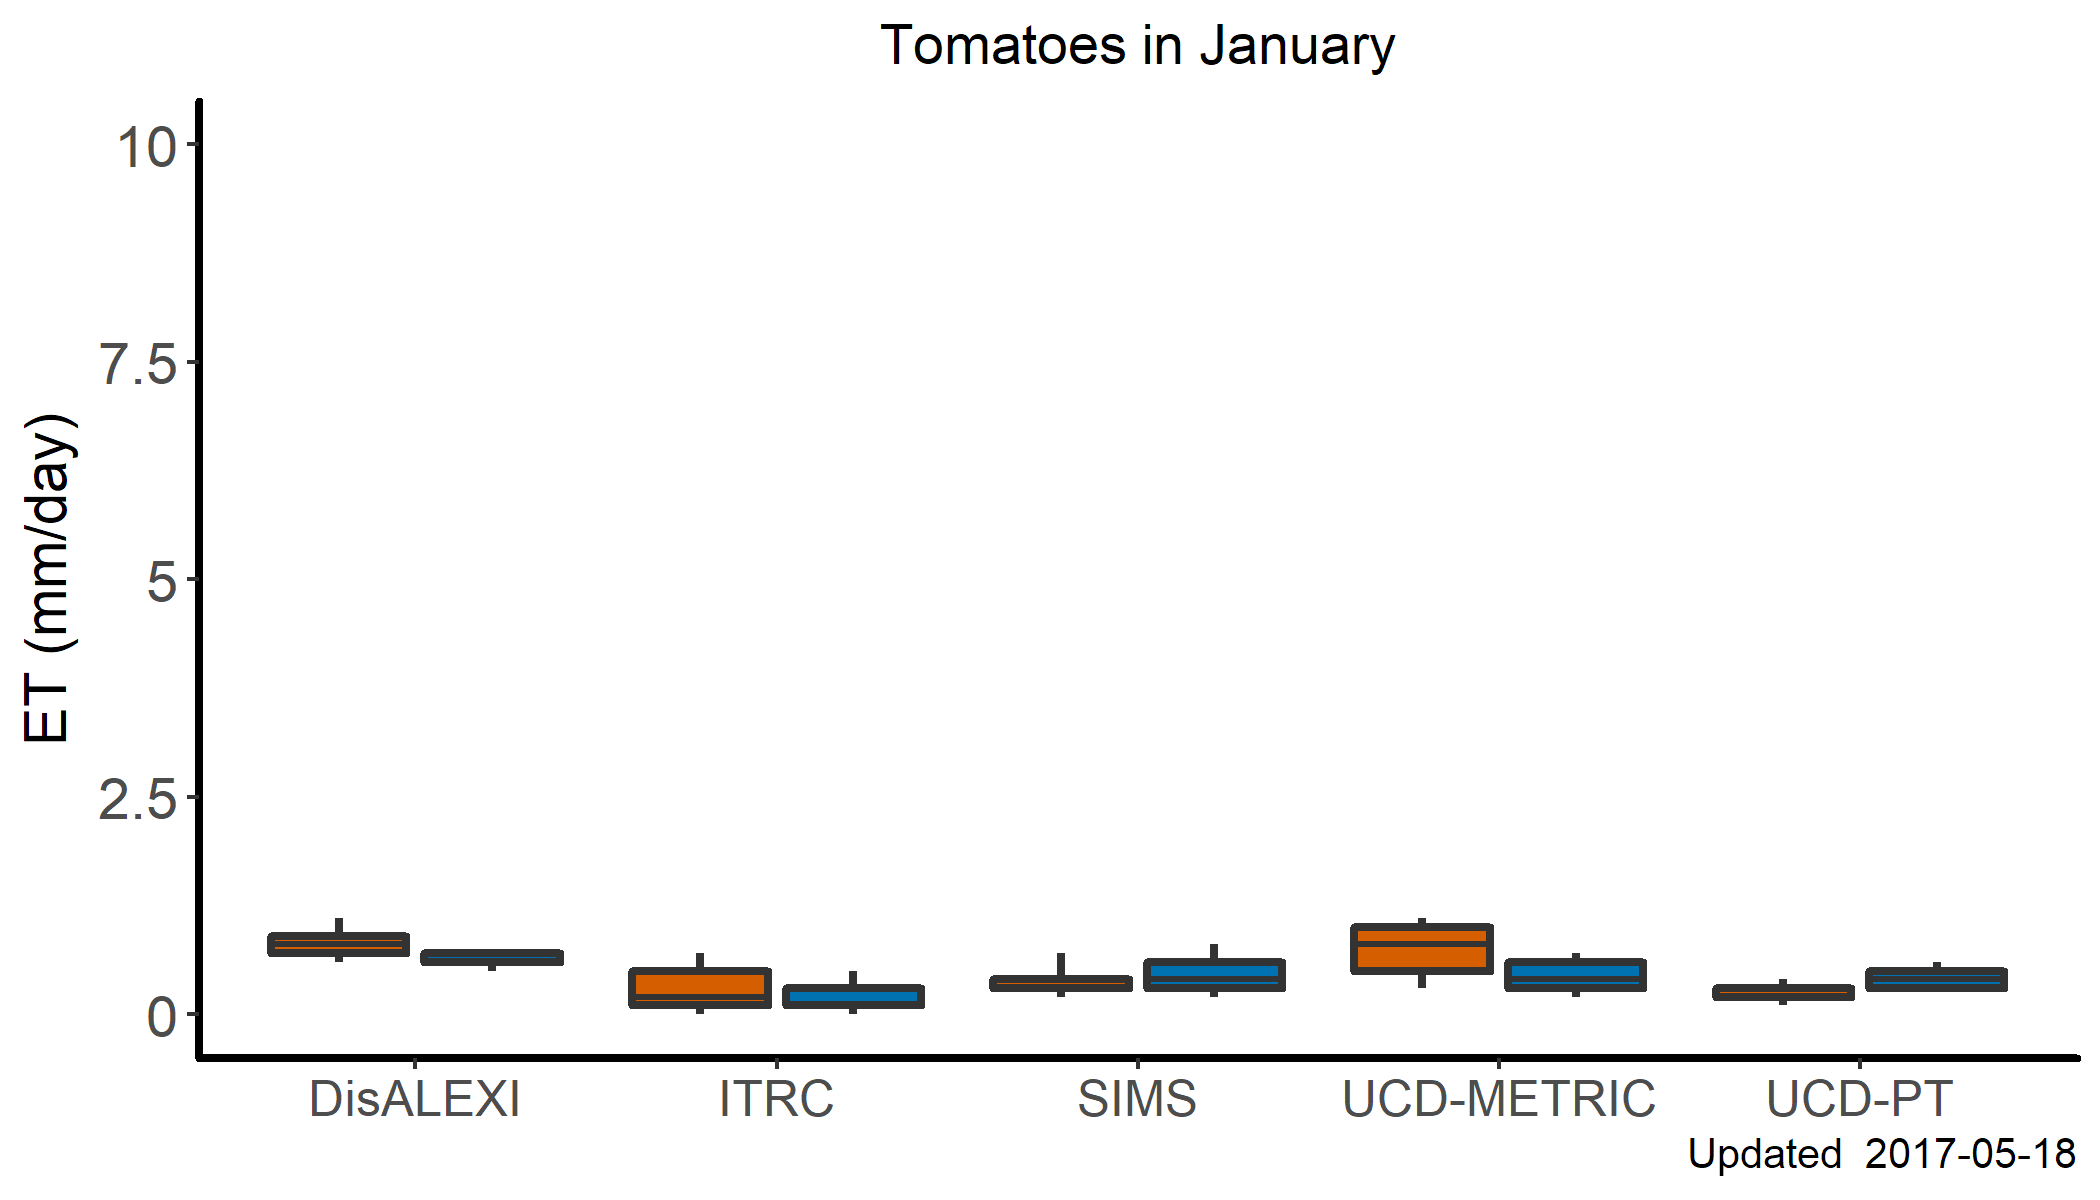 Tomatoes in January
10
7.5
5
2.5
0
ET (mm/day)
DisALEXI
ITRC
SIMS
UCD-METRIC
UCD-PT
Updated  2017-05-18